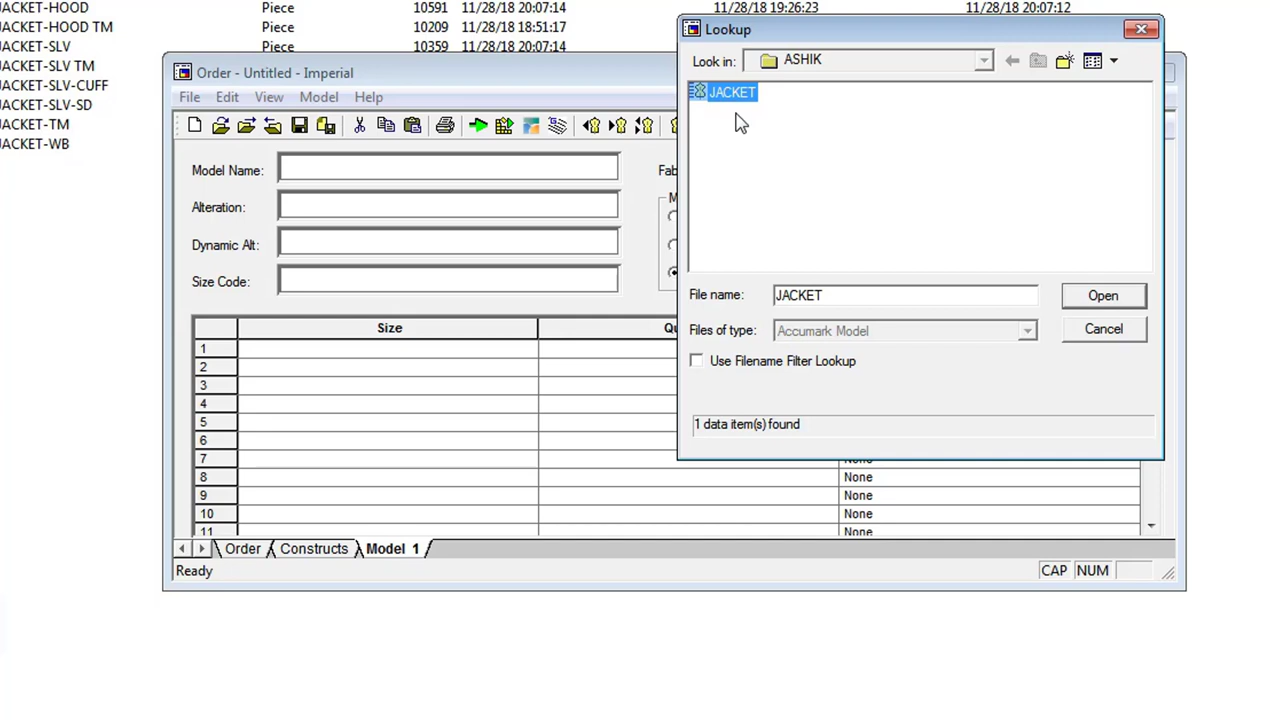 JACKET-HOOD Piece 10591 11/28/18 20:07:14 11/28/18 19:26:23 11/28/18 20:07:12
JACKET-HOOD TM Piece 10209 11/28/18 18:51:17
JACKET-SLV Piece 10359 11/28/18 20:07:14
JACKET-SLV TM
JACKET-SLV-CUFF
JACKET-SLV-SD
JACKET-TM
JACKET-WB
Order - Untitled - Imperial
File Edit View Model Help
Model Name:
Fab
Alteration:
M
Dynamic Alt:
Size Code:
Size Qu
1
2
3
4
5
6
7 None
8 None
9 None
10 None
11 None
Order Constructs Model 1
Ready CAP NUM
Lookup
Look in: ASHIK
JACKET
File name: JACKET Open
Files of type: Accumark Model Cancel
Use Filename Filter Lookup
1 data item(s) found